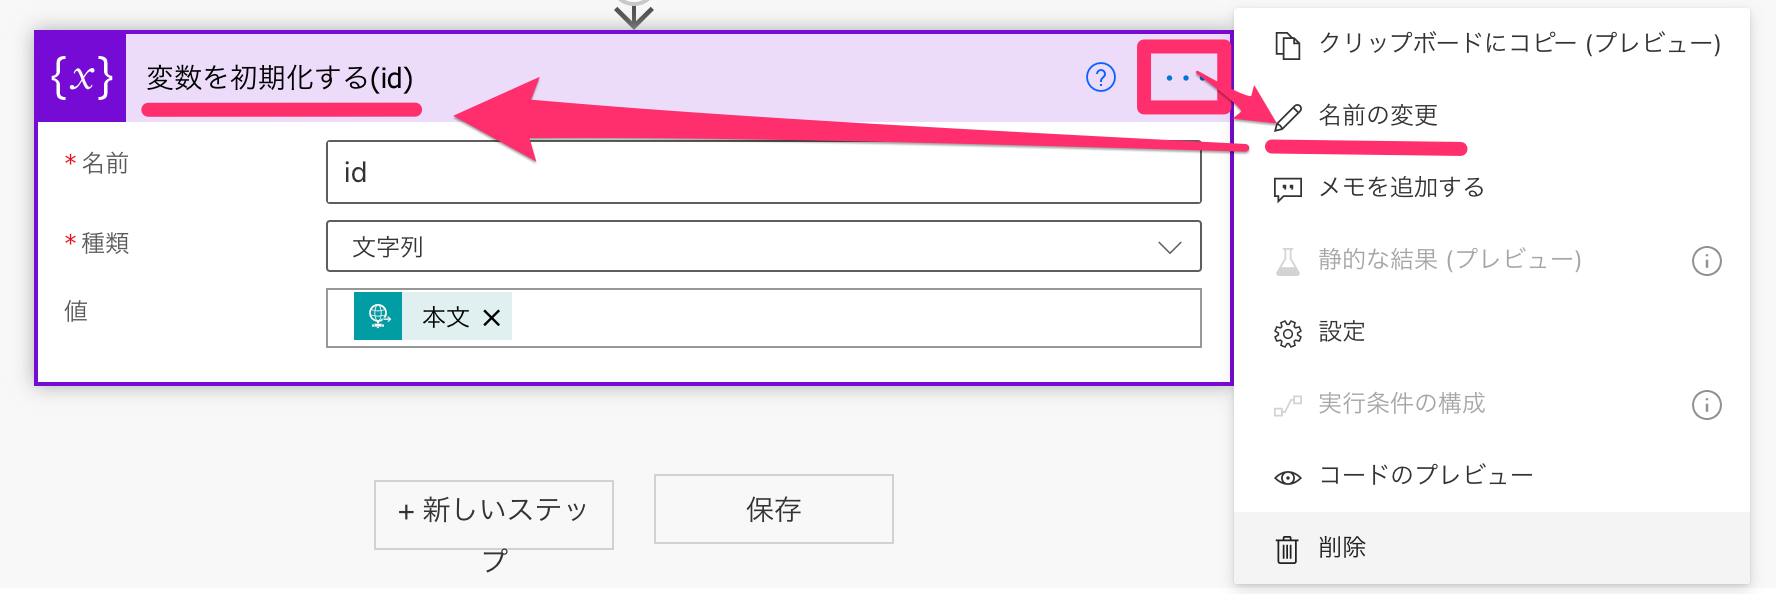 {x} 変数を初期化する(id)
* 名前
id
* 種類
文字列
値
本文
+ 新しいステッ
プ
保存
クリップボードにコピー (プレビュー)
名前の変更
メモを追加する
静的な結果 (プレビュー)
設定
実行条件の構成
コードのプレビュー
削除